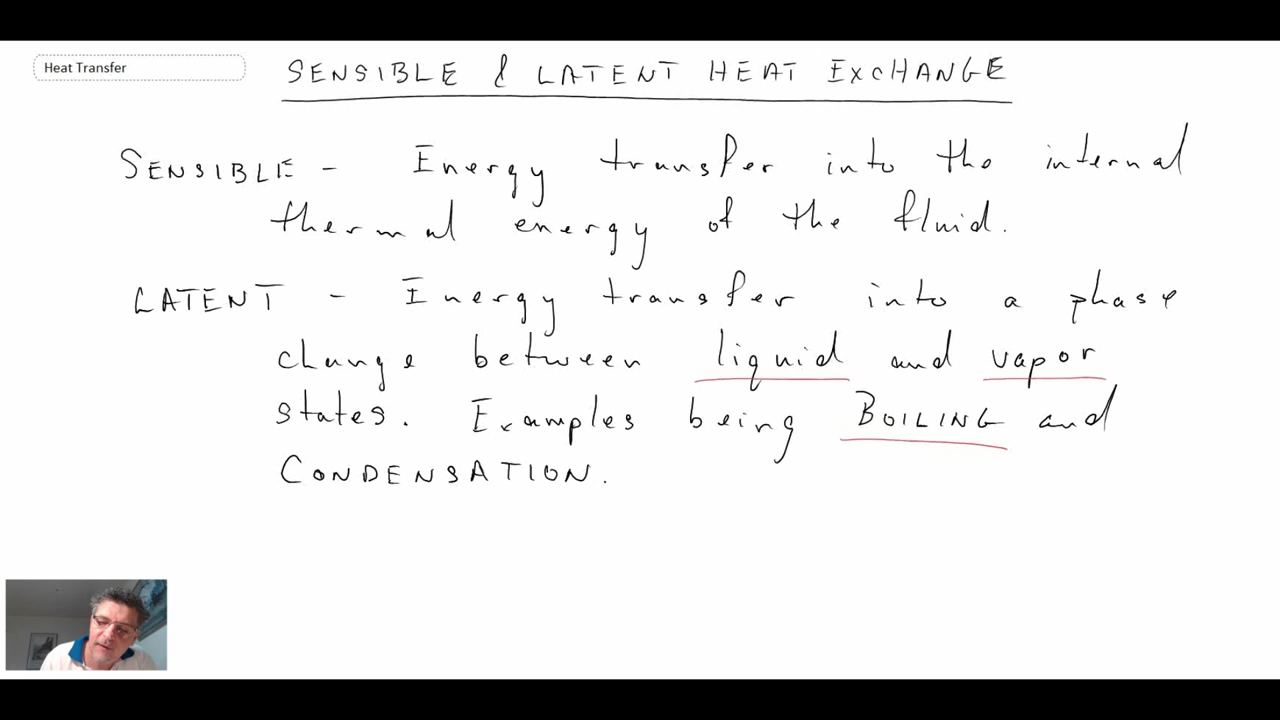 Heat Transfer
SENSIBLE & LATENT HEAT EXCHANGE
SENSIBLE - Energy transfer into the internal
thermal energy of the fluid.
LATENT - Energy transfer into a phase
change between liquid and vapor
states. Examples being BOILING and
CONDENSATION.